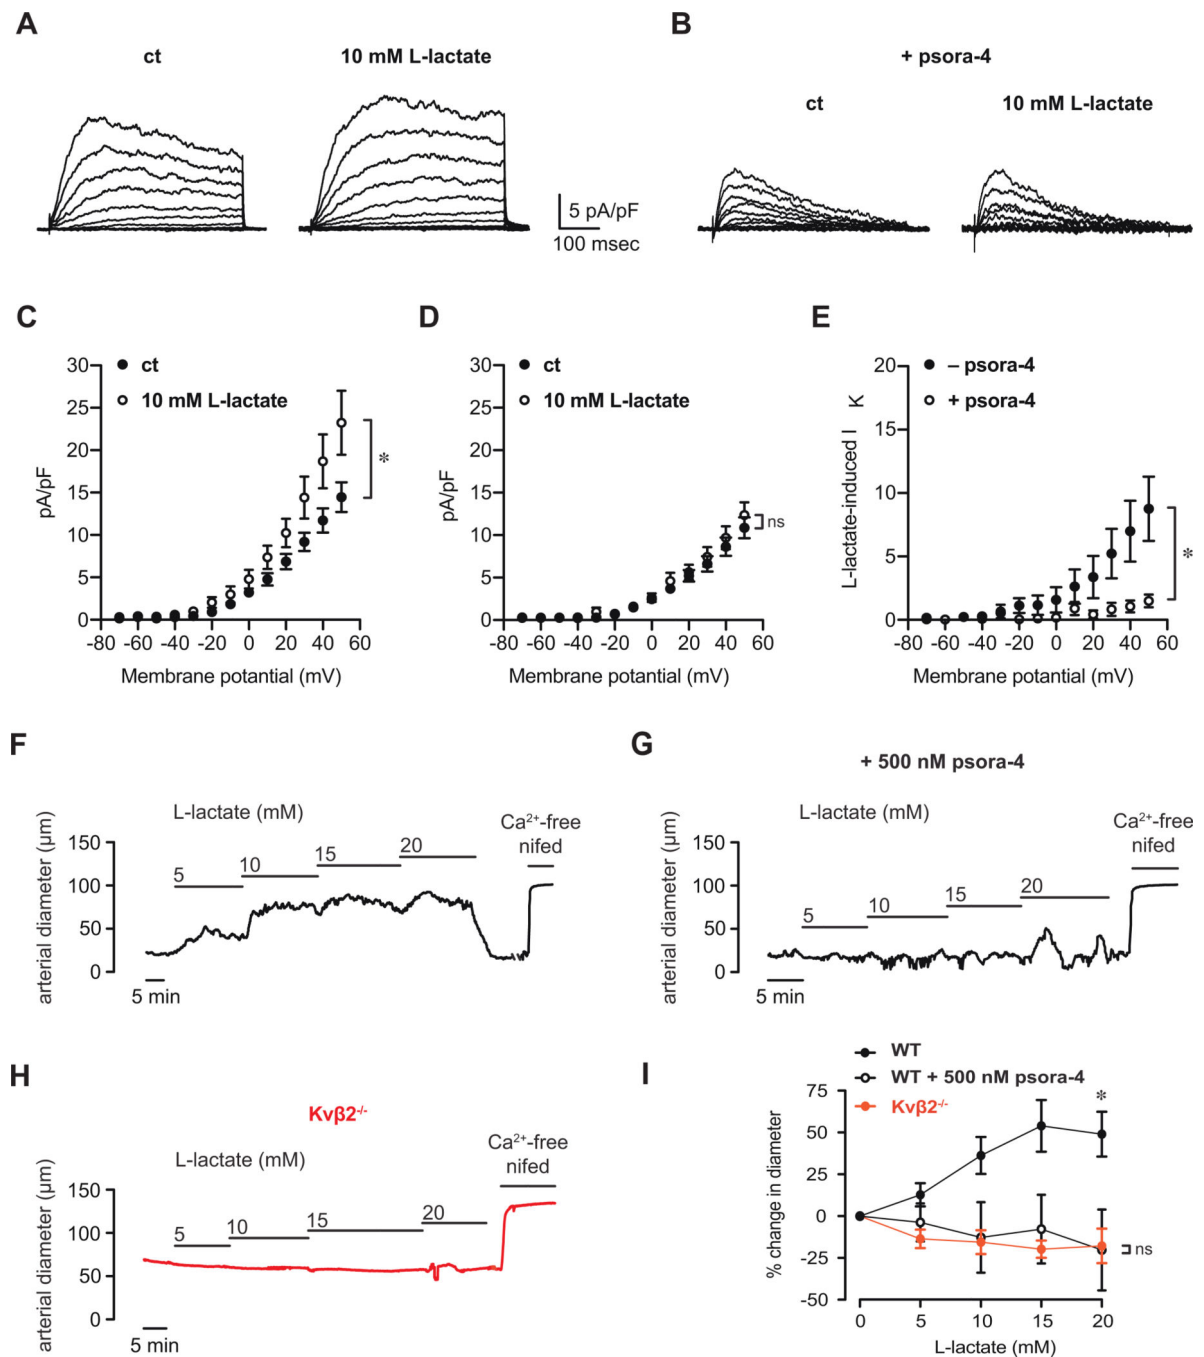 A
B
ct
10 mM L-lactate
+ psora-4
ct
10 mM L-lactate
5 pA/pF
100 msec
C
D
E
30
25
20
15
10
5
0
pA/pF
ct
10 mM L-lactate
*
-80 -60 -40 -20 0 20 40 60
Membrane potential (mV)
30
25
20
15
10
5
0
pA/pF
ct
10 mM L-lactate
ns
-80 -60 -40 -20 0 20 40 60
Membrane potential (mV)
20
15
10
5
0
L-lactate-induced I K
– psora-4
+ psora-4
*
-80 -60 -40 -20 0 20 40 60
Membrane potential (mV)
F
L-lactate (mM)
Ca²⁺-free
nifed
arterial diameter (µm)
150
100
50
0
5
10
15
20
5 min
G
+ 500 nM psora-4
L-lactate (mM)
Ca²⁺-free
nifed
arterial diameter (µm)
150
100
50
0
5
10
15
20
5 min
H
Kvβ2-/-
L-lactate (mM)
Ca²⁺-free
nifed
arterial diameter (µm)
150
100
50
0
5
10
15
20
5 min
I
WT
WT + 500 nM psora-4
Kvβ2-/-
% change in diameter
75
50
25
0
-25
-50
*
ns
0 5 10 15 20
L-lactate (mM)